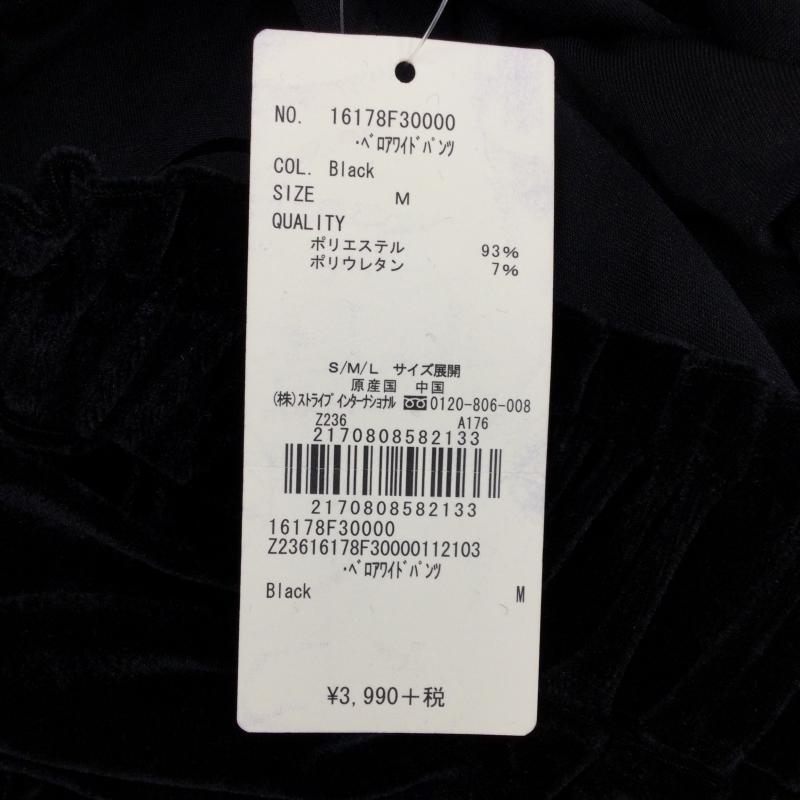 NO. 16178F30000
・ﾍﾞﾛｱﾜｲﾄﾞﾊﾟﾝﾂ
COL. Black
SIZE M
QUALITY
ポリエステル 93%
ポリウレタン 7%
S/M/L サイズ展開
原産国 中国
(株)ｽﾄﾗｲﾌﾟ ｲﾝﾀｰﾅｼｮﾅﾙ 0120-806-008
Z236 A176
2170808582133
2170808582133
16178F30000
Z23616178F30000112103
・ﾍﾞﾛｱﾜｲﾄﾞﾊﾟﾝﾂ
Black M
¥3,990+税